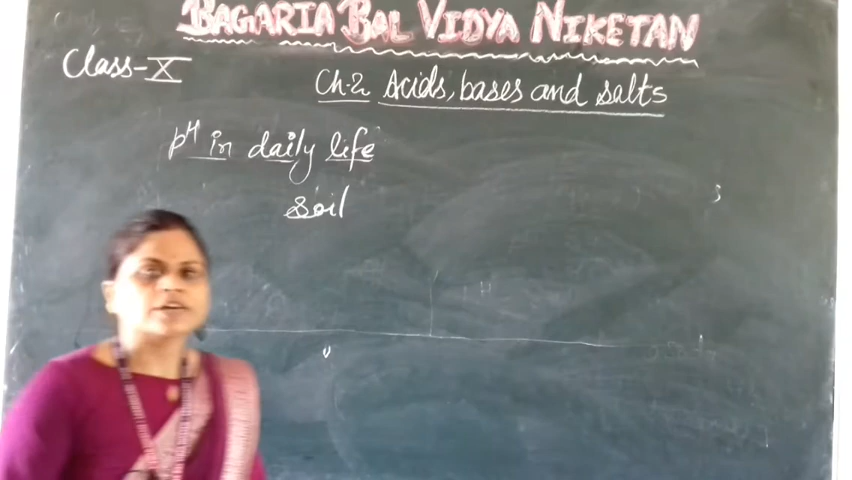 BAGARIA BAL VIDYA NIKETAN
Class-X
Ch-2 Acids, bases and salts
pH in daily life
soil